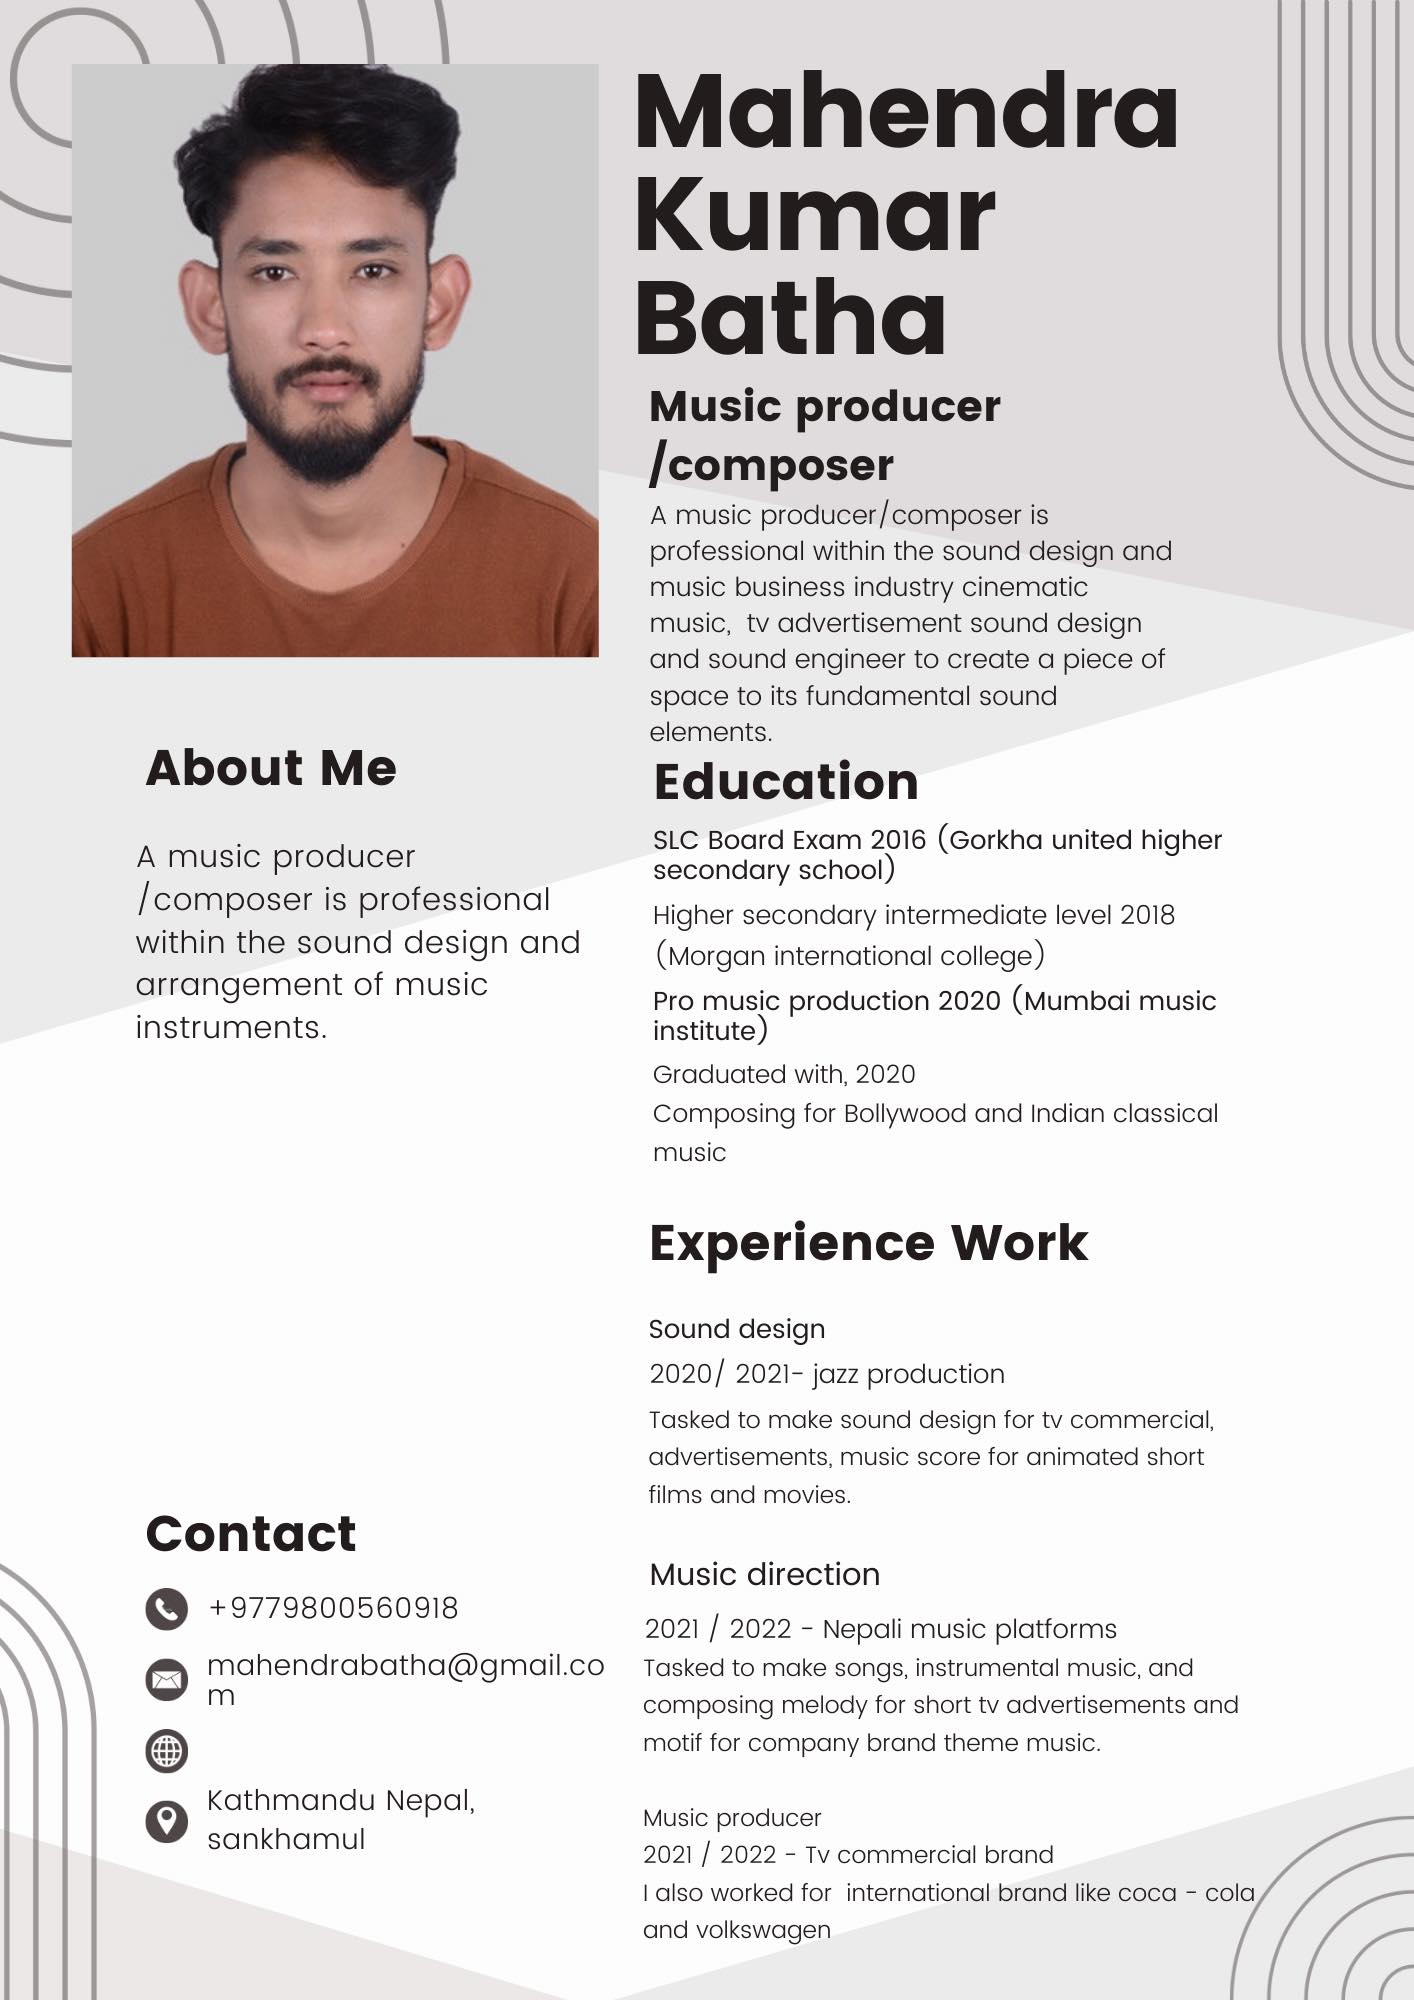 Mahendra
Kumar
Batha
Music producer
/composer
A music producer/composer is
professional within the sound design and
music business industry cinematic
music,  tv advertisement sound design
and sound engineer to create a piece of
space to its fundamental sound
elements.
About Me
A music producer
/composer is professional
within the sound design and
arrangement of music
instruments.
Education
SLC Board Exam 2016 (Gorkha united higher
secondary school)
Higher secondary intermediate level 2018
(Morgan international college)
Pro music production 2020 (Mumbai music
institute)
Graduated with, 2020
Composing for Bollywood and Indian classical
music
Experience Work
Sound design
2020/ 2021- jazz production
Tasked to make sound design for tv commercial,
advertisements, music score for animated short
films and movies.
Music direction
2021 / 2022 - Nepali music platforms
Tasked to make songs, instrumental music, and
composing melody for short tv advertisements and
motif for company brand theme music.
Music producer
2021 / 2022 - Tv commercial brand
I also worked for  international brand like coca - cola
and volkswagen
Contact
+9779800560918
mahendrabatha@gmail.co
m
Kathmandu Nepal,
sankhamul